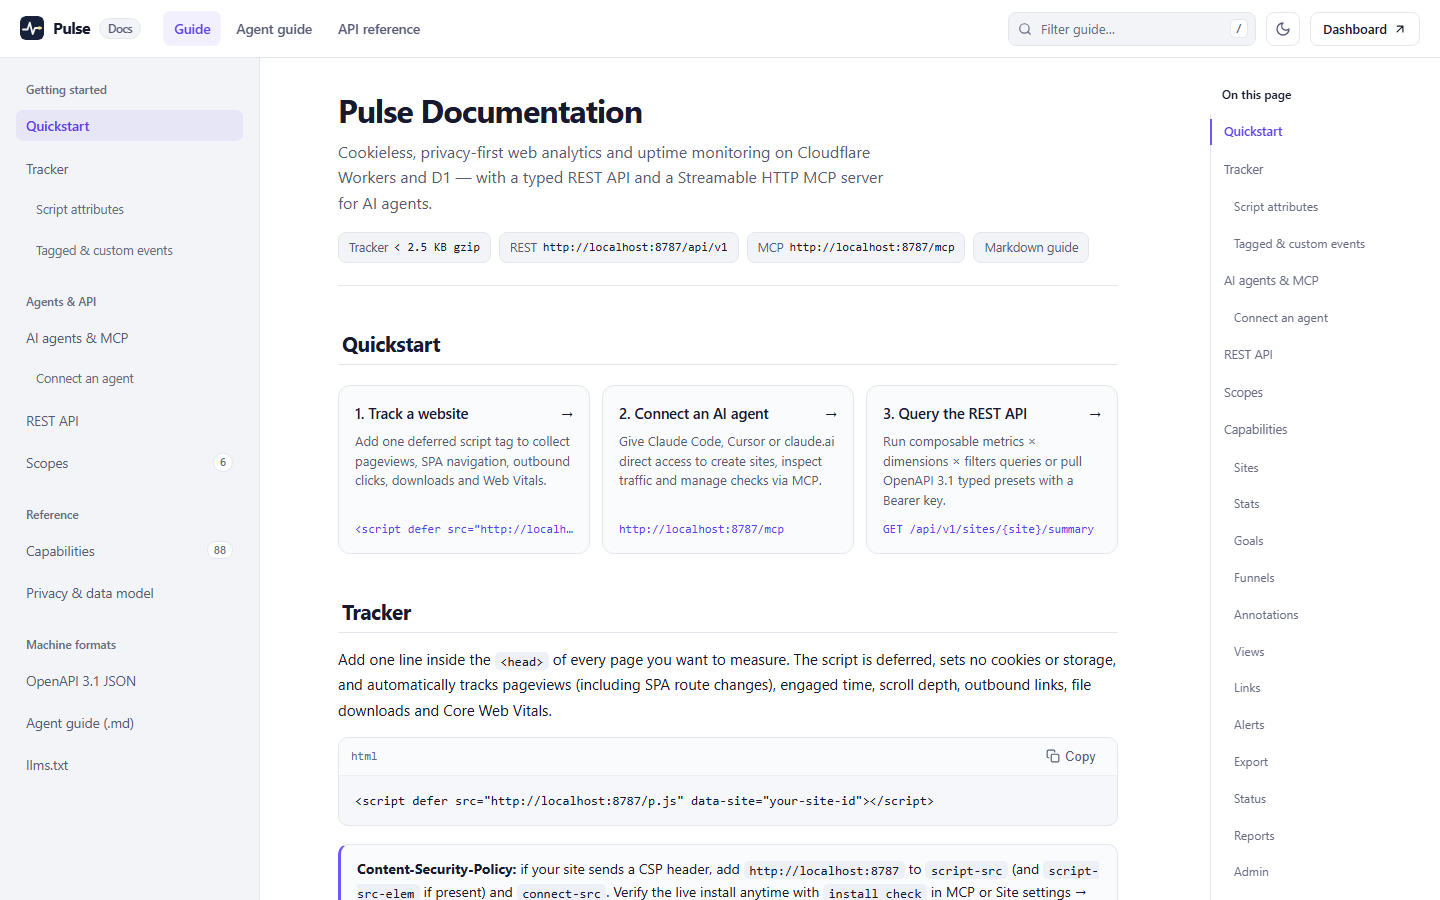 Pulse
Docs
Guide
Agent guide
API reference
Filter guide...
/
Dashboard
Getting started
Quickstart
Tracker
Script attributes
Tagged & custom events
Agents & API
AI agents & MCP
Connect an agent
REST API
Scopes
6
Reference
Capabilities
88
Privacy & data model
Machine formats
OpenAPI 3.1 JSON
Agent guide (.md)
llms.txt
Pulse Documentation
Cookieless, privacy-first web analytics and uptime monitoring on Cloudflare
Workers and D1 — with a typed REST API and a Streamable HTTP MCP server
for AI agents.
Tracker < 2.5 KB gzip
REST http://localhost:8787/api/v1
MCP http://localhost:8787/mcp
Markdown guide
Quickstart
1. Track a website →
Add one deferred script tag to collect
pageviews, SPA navigation, outbound
clicks, downloads and Web Vitals.
<script defer src="http://localh…
2. Connect an AI agent →
Give Claude Code, Cursor or claude.ai
direct access to create sites, inspect
traffic and manage checks via MCP.
http://localhost:8787/mcp
3. Query the REST API →
Run composable metrics ×
dimensions × filters queries or pull
OpenAPI 3.1 typed presets with a
Bearer key.
GET /api/v1/sites/{site}/summary
Tracker
Add one line inside the <head> of every page you want to measure. The script is deferred, sets no cookies or storage,
and automatically tracks pageviews (including SPA route changes), engaged time, scroll depth, outbound links, file
downloads and Core Web Vitals.
html
Copy
<script defer src="http://localhost:8787/p.js" data-site="your-site-id"></script>
Content-Security-Policy: if your site sends a CSP header, add http://localhost:8787 to script-src (and script-
src-elem if present) and connect-src. Verify the live install anytime with install check in MCP or Site settings →
On this page
Quickstart
Tracker
Script attributes
Tagged & custom events
AI agents & MCP
Connect an agent
REST API
Scopes
Capabilities
Sites
Stats
Goals
Funnels
Annotations
Views
Links
Alerts
Export
Status
Reports
Admin